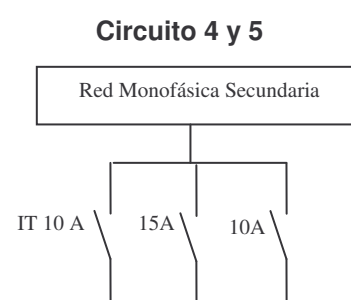 Circuito 4 y 5
Red Monofásica Secundaria
IT 10 A
15A
10A